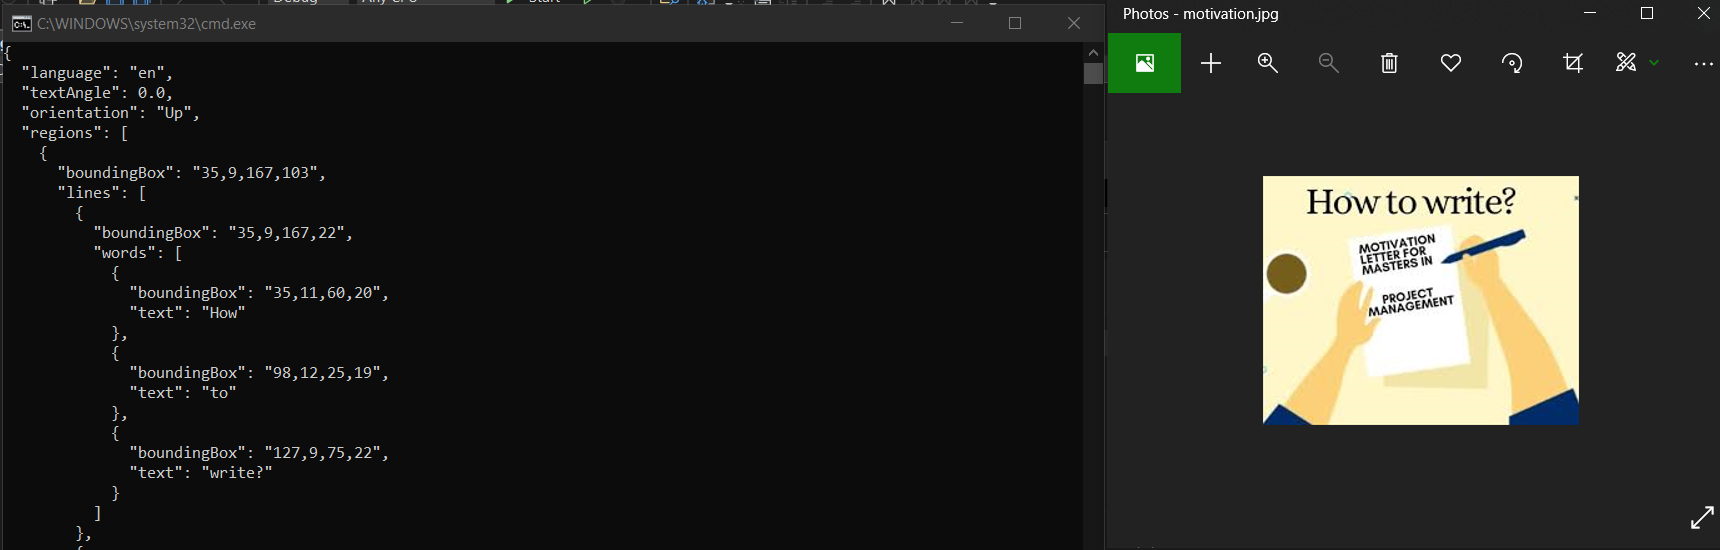 C:\WINDOWS\system32\cmd.exe
{
"language": "en",
"textAngle": 0.0,
"orientation": "Up",
"regions": [
{
"boundingBox": "35,9,167,103",
"lines": [
{
"boundingBox": "35,9,167,22",
"words": [
{
"boundingBox": "35,11,60,20",
"text": "How"
},
{
"boundingBox": "98,12,25,19",
"text": "to"
},
{
"boundingBox": "127,9,75,22",
"text": "write?"
}
]
},
Photos - motivation.jpg
How to write?
MOTIVATION
LETTER FOR
MASTERS IN
PROJECT
MANAGEMENT